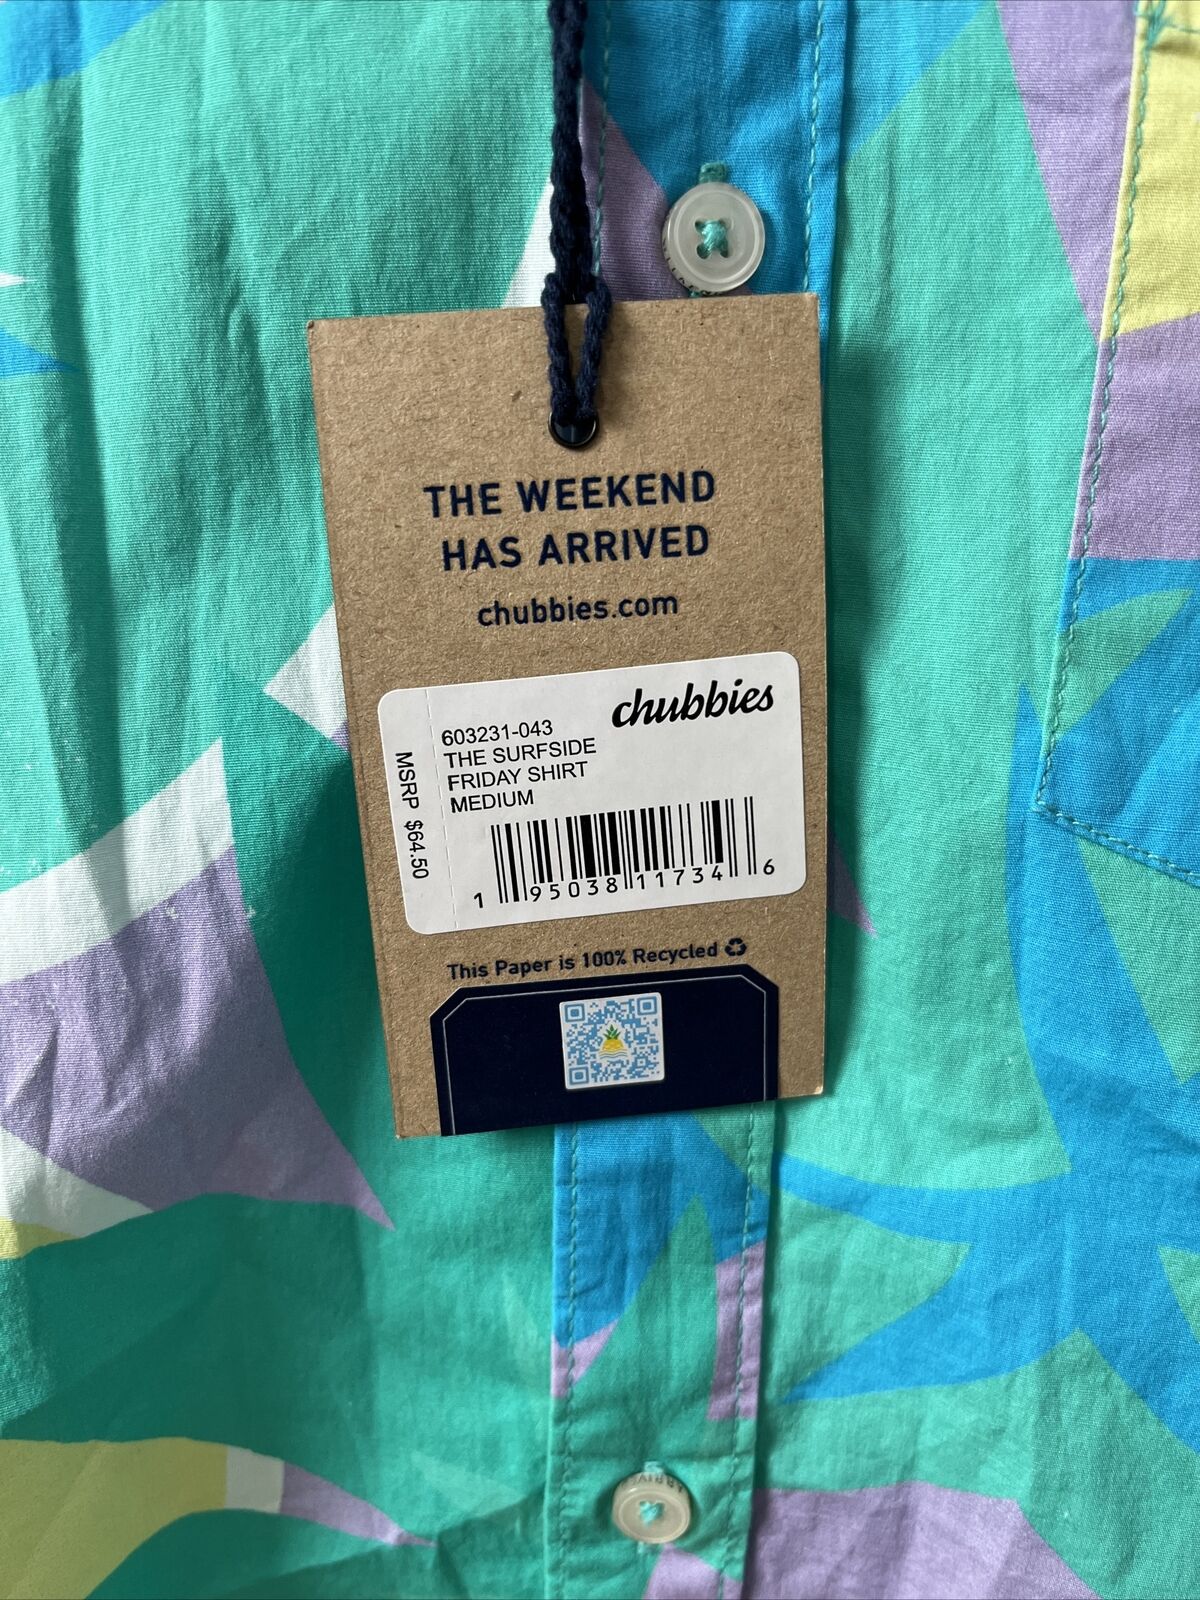 THE WEEKEND
HAS ARRIVED
chubbies.com
chubbies
603231-043
THE SURFSIDE
FRIDAY SHIRT
MEDIUM
MSRP $64.50
1 95038 11734 6
This Paper is 100% Recycled